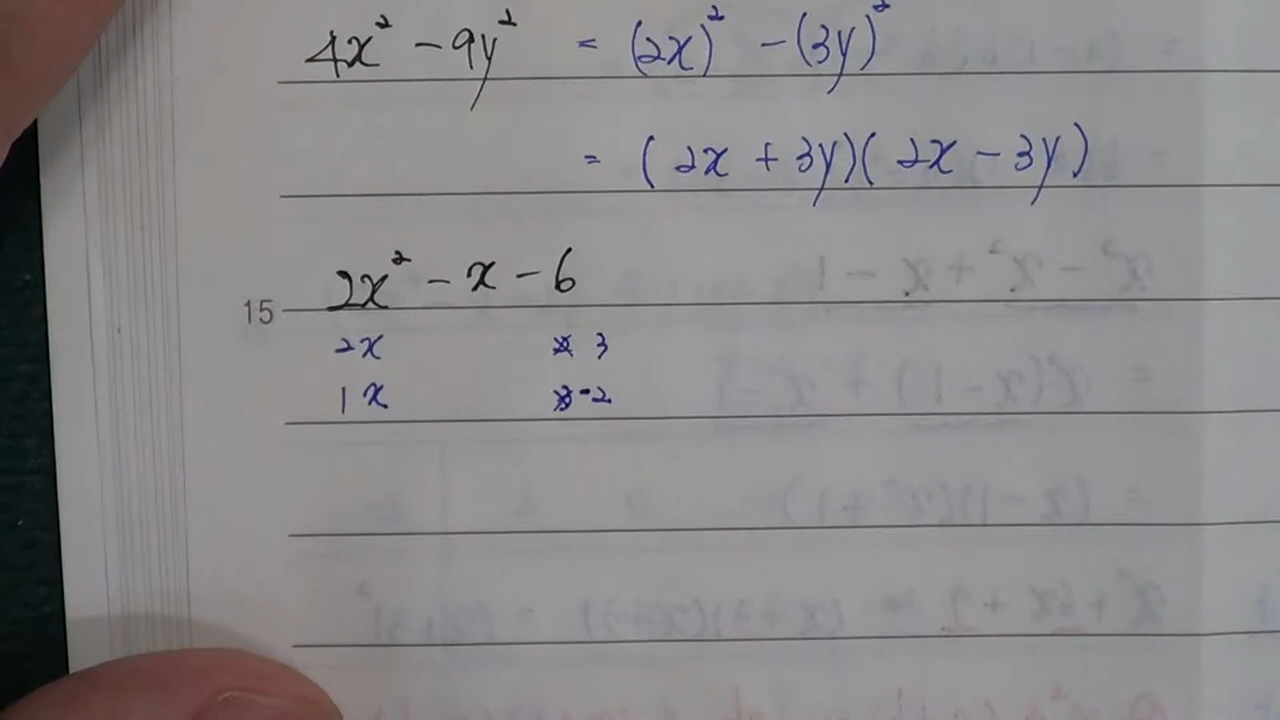 4x² - 9y² = (2x)² - (3y)²
= (2x + 3y)(2x - 3y)
2x² - x - 6
15
2x 3
1x -2